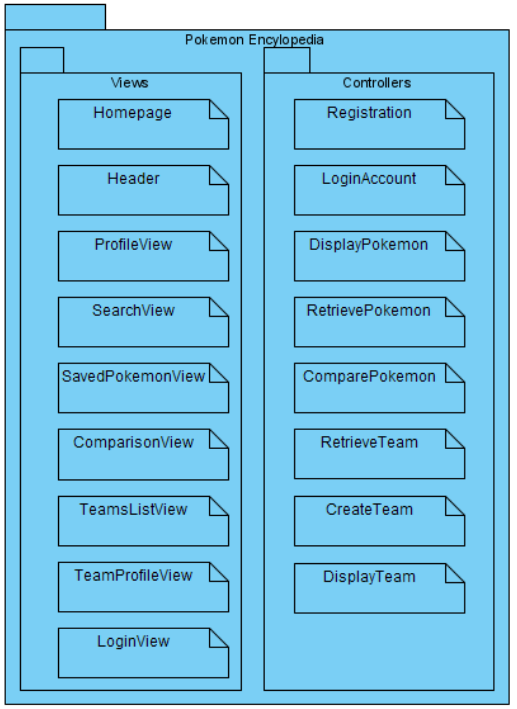 Pokemon Encylopedia
Views
Homepage
Header
ProfileView
SearchView
SavedPokemonView
ComparisonView
TeamsListView
TeamProfileView
LoginView
Controllers
Registration
LoginAccount
DisplayPokemon
RetrievePokemon
ComparePokemon
RetrieveTeam
CreateTeam
DisplayTeam